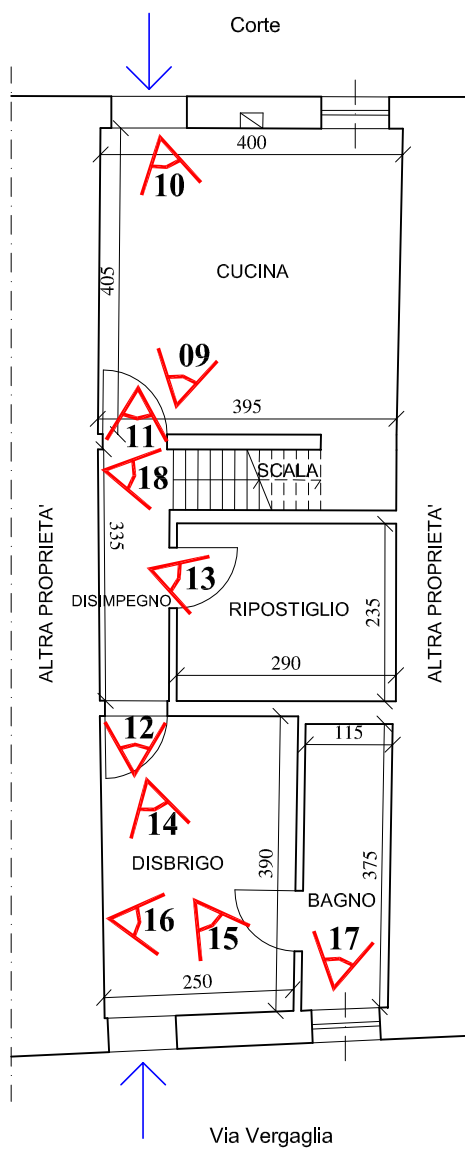 Corte
400
10
405
CUCINA
09
395
11
18
SCALA
335
13
DISIMPEGNO
RIPOSTIGLIO
235
ALTRA PROPRIETA'
ALTRA PROPRIETA'
290
12
115
14
DISBRIGO
390
375
BAGNO
16
15
17
250
Via Vergaglia